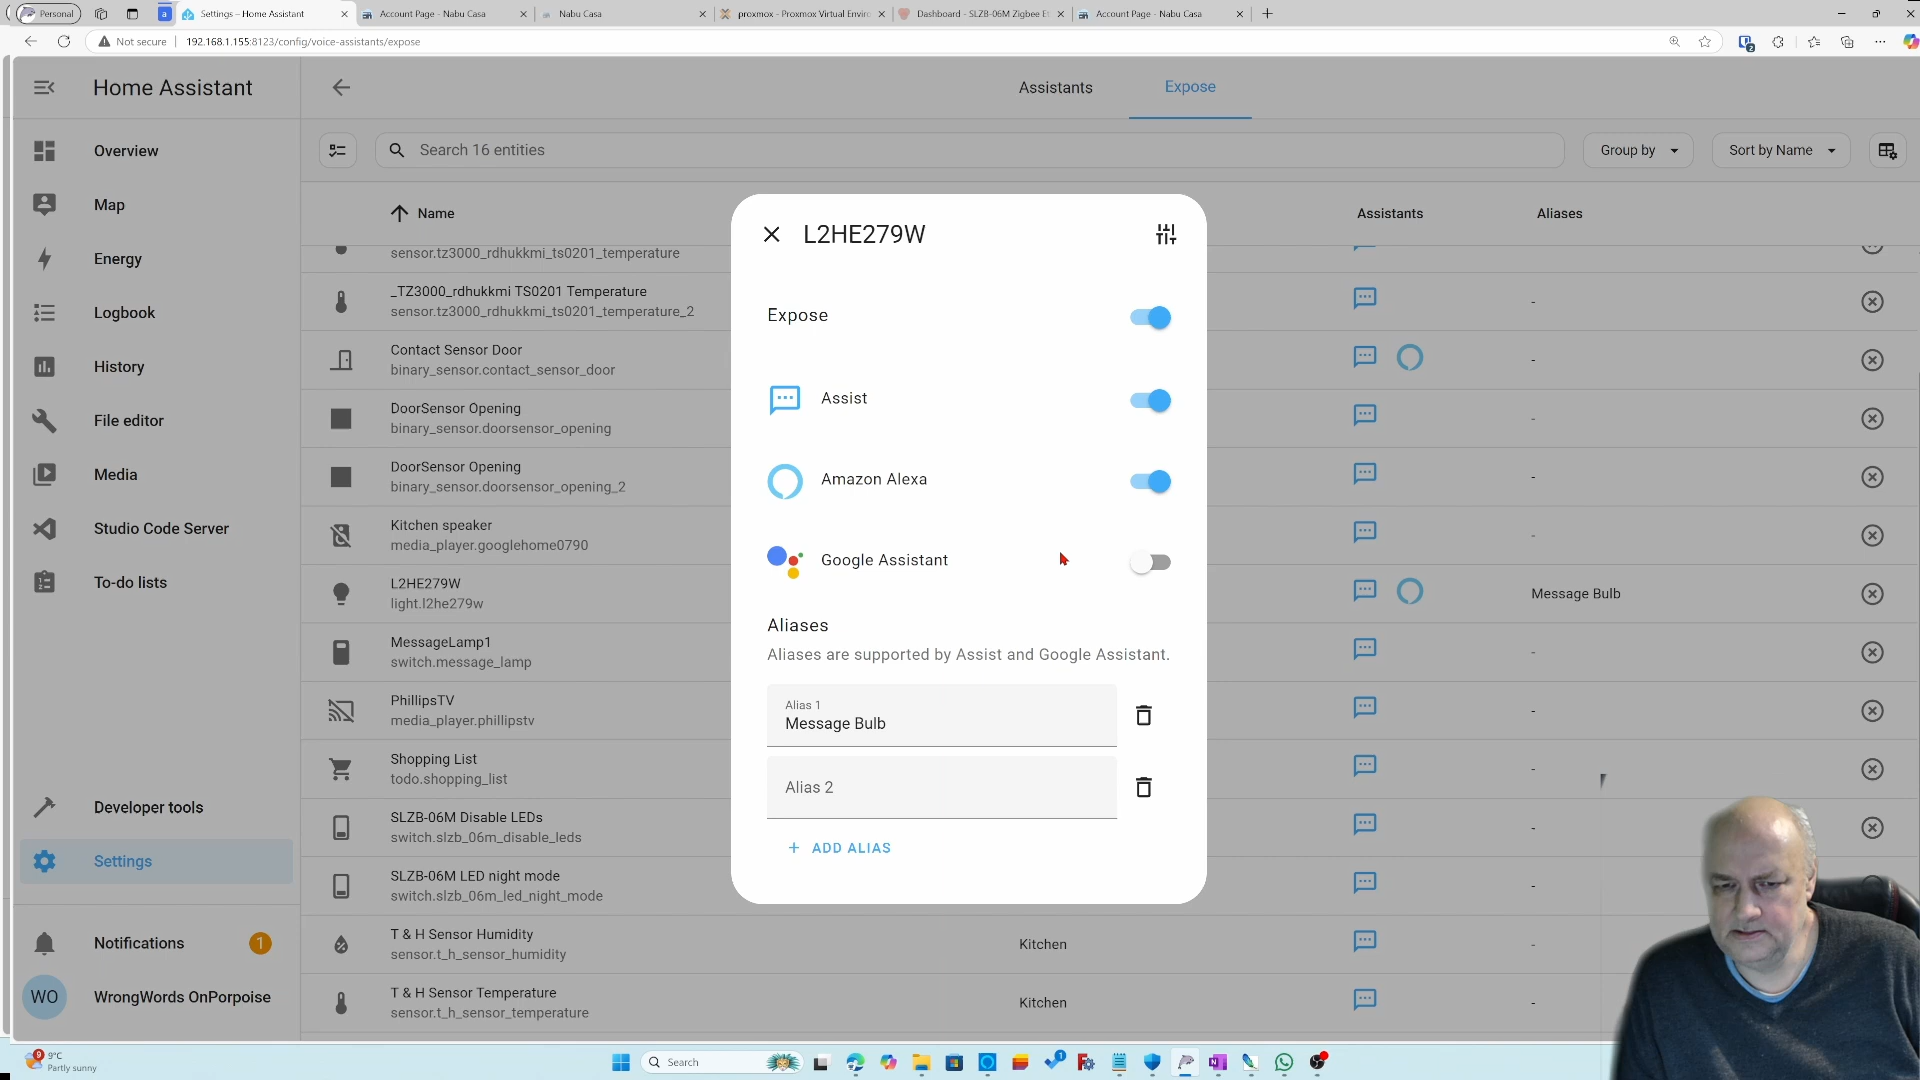 Personal
Settings – Home Assistant
Account Page - Nabu Casa
Nabu Casa
proxmox - Proxmox Virtual Enviro
Dashboard - SLZB-06M Zigbee Et
Account Page - Nabu Casa
Not secure
192.168.1.155:8123/config/voice-assistants/expose
Home Assistant
Assistants
Expose
Overview
Map
Energy
Logbook
History
File editor
Media
Studio Code Server
To-do lists
Developer tools
Settings
Notifications
1
WO
WrongWords OnPorpoise
Search 16 entities
Group by
Sort by Name
Name
Assistants
Aliases
sensor.tz3000_rdhukkmi_ts0201_temperature
_TZ3000_rdhukkmi TS0201 Temperature
sensor.tz3000_rdhukkmi_ts0201_temperature_2
-
Contact Sensor Door
binary_sensor.contact_sensor_door
-
DoorSensor Opening
binary_sensor.doorsensor_opening
-
DoorSensor Opening
binary_sensor.doorsensor_opening_2
-
Kitchen speaker
media_player.googlehome0790
-
L2HE279W
light.l2he279w
Message Bulb
MessageLamp1
switch.message_lamp
-
PhillipsTV
media_player.phillipstv
-
Shopping List
todo.shopping_list
-
SLZB-06M Disable LEDs
switch.slzb_06m_disable_leds
-
SLZB-06M LED night mode
switch.slzb_06m_led_night_mode
-
T & H Sensor Humidity
sensor.t_h_sensor_humidity
Kitchen
-
T & H Sensor Temperature
sensor.t_h_sensor_temperature
Kitchen
-
L2HE279W
Expose
Assist
Amazon Alexa
Google Assistant
Aliases
Aliases are supported by Assist and Google Assistant.
Alias 1
Message Bulb
Alias 2
+ ADD ALIAS
9°C
Partly sunny
Search